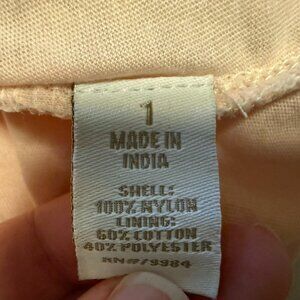 1
MADE IN
INDIA
SHELL:
100% NYLON
LINING:
60% COTTON
40% POLYESTER
RN#79984